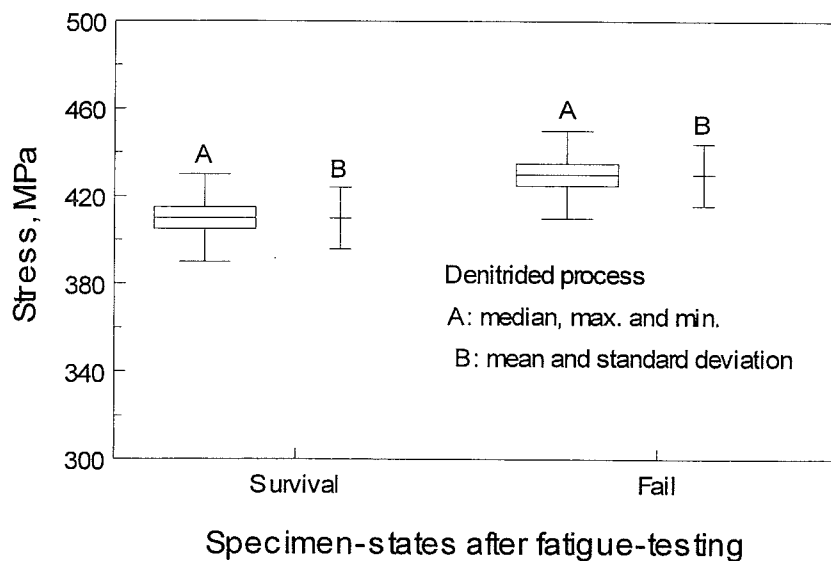 500
460
420
380
340
300
Stress, MPa
A
B
A
B
Denitrided process
A: median, max. and min.
B: mean and standard deviation
Survival
Fail
Specimen-states after fatigue-testing